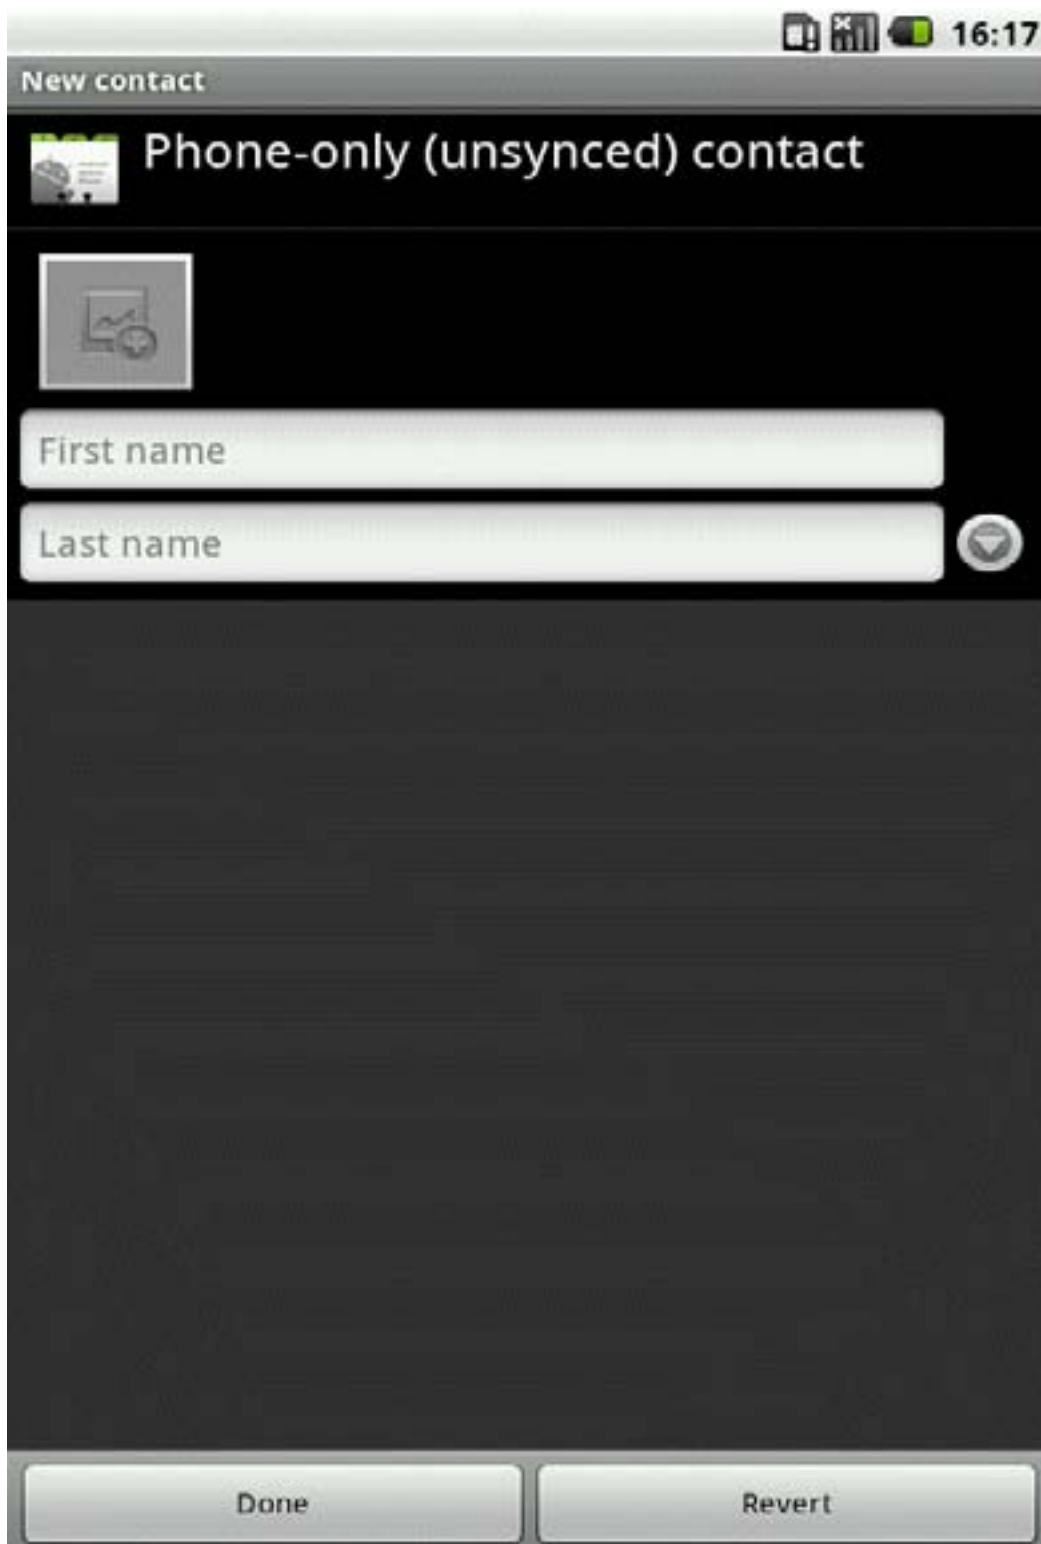 16:17
New contact
Phone-only (unsynced) contact
First name
Last name
Done Revert